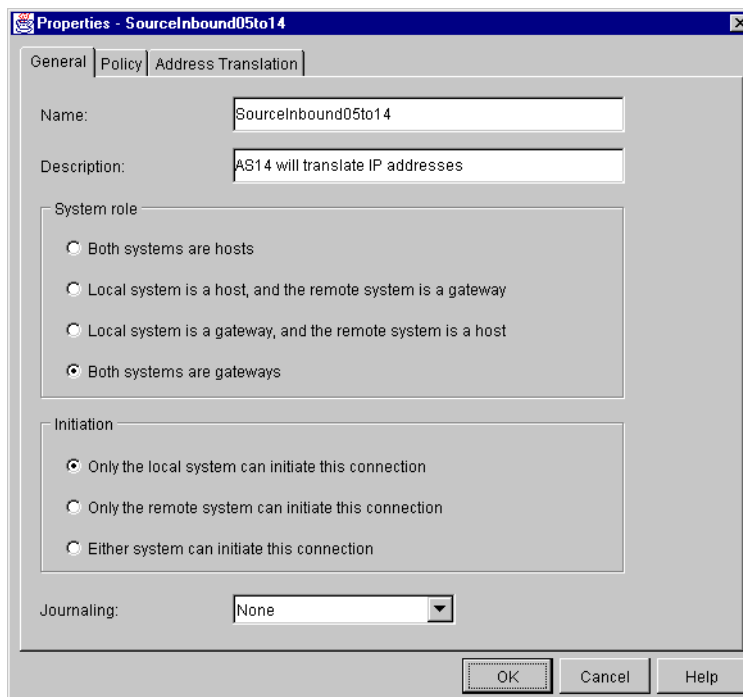 Properties - SourceInbound05to14
General Policy Address Translation
Name: SourceInbound05to14
Description: AS14 will translate IP addresses
System role
Both systems are hosts
Local system is a host, and the remote system is a gateway
Local system is a gateway, and the remote system is a host
Both systems are gateways
Initiation
Only the local system can initiate this connection
Only the remote system can initiate this connection
Either system can initiate this connection
Journaling: None
OK Cancel Help